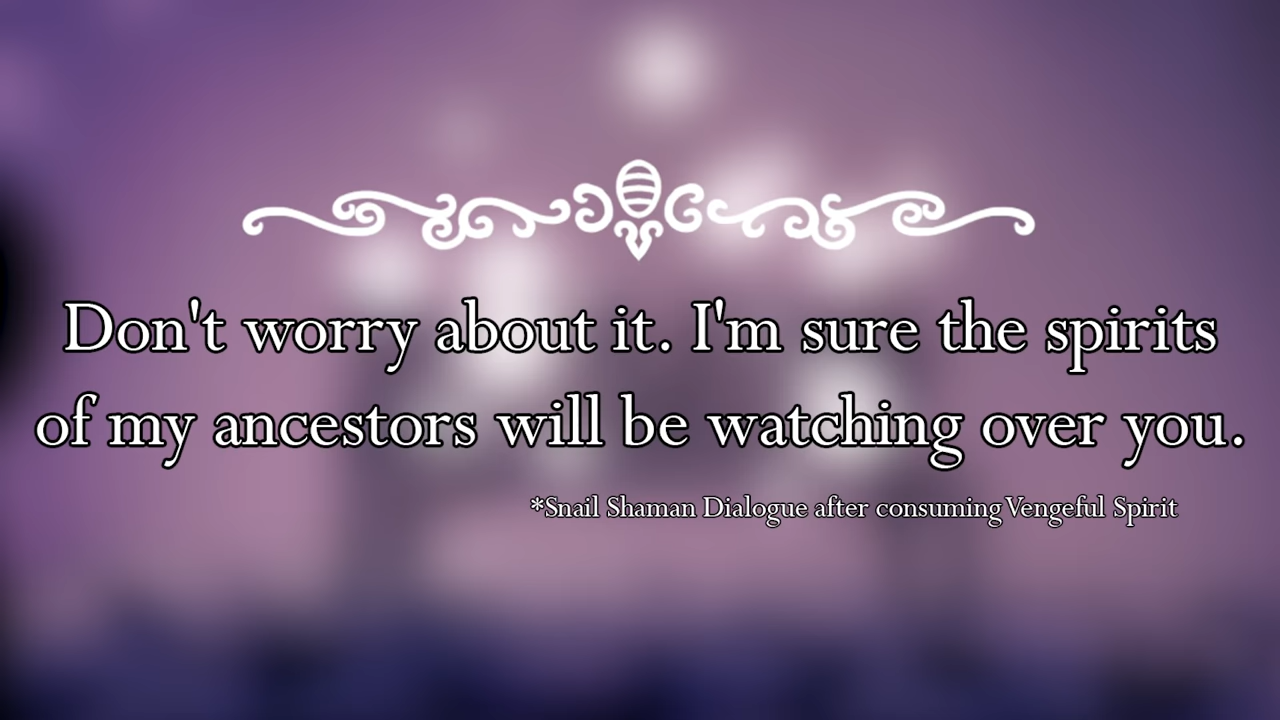 Don't worry about it. I'm sure the spirits
of my ancestors will be watching over you.
*Snail Shaman Dialogue after consuming Vengeful Spirit